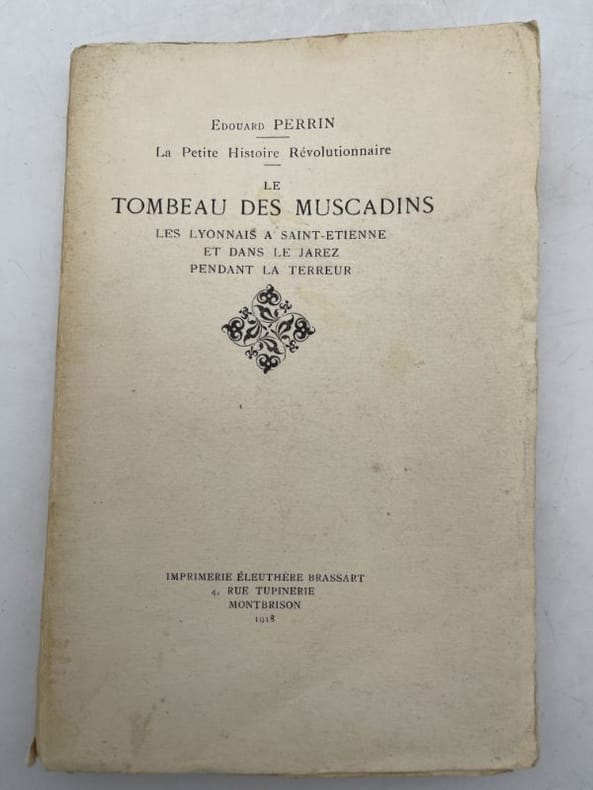 EDOUARD PERRIN
La Petite Histoire Révolutionnaire
LE
TOMBEAU DES MUSCADINS
LES LYONNAIS A SAINT-ETIENNE
ET DANS LE JAREZ
PENDANT LA TERREUR
IMPRIMERIE ÉLEUTHÈRE BRASSART
4, RUE TUPINERIE
MONTBRISON
1918